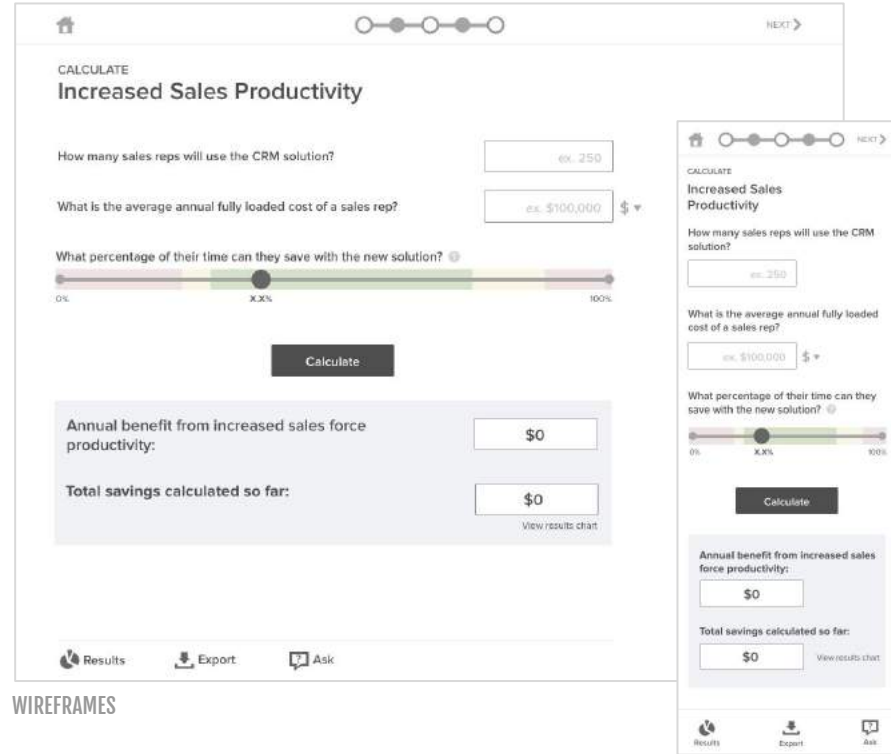 NEXT
CALCULATE
Increased Sales Productivity
How many sales reps will use the CRM solution?
ex. 250
What is the average annual fully loaded cost of a sales rep?
ex. $100,000
$
What percentage of their time can they save with the new solution?
0%
X.X%
100%
Calculate
Annual benefit from increased sales force
productivity:
$0
Total savings calculated so far:
$0
View results chart
Results
Export
? Ask
WIREFRAMES
NEXT
CALCULATE
Increased Sales
Productivity
How many sales reps will use the CRM
solution?
ex. 250
What is the average annual fully loaded
cost of a sales rep?
ex. $100,000
$
What percentage of their time can they
save with the new solution?
0%
X.X%
100%
Calculate
Annual benefit from increased sales
force productivity:
$0
Total savings calculated so far:
$0
View results chart
Results
Export
?
Ask